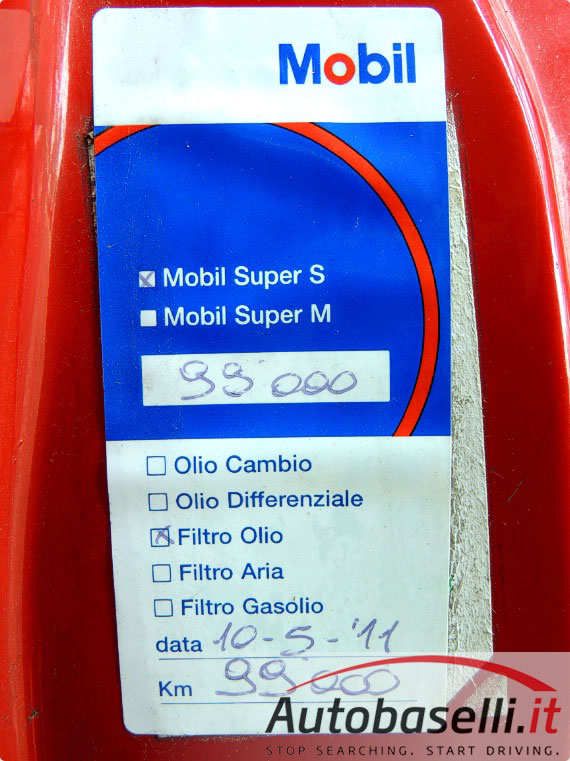 Mobil
Mobil Super S
Mobil Super M
99000
Olio Cambio
Olio Differenziale
Filtro Olio
Filtro Aria
Filtro Gasolio
data 10-5-'11
Km 99000
Autobaselli.it
STOP SEARCHING. START DRIVING.